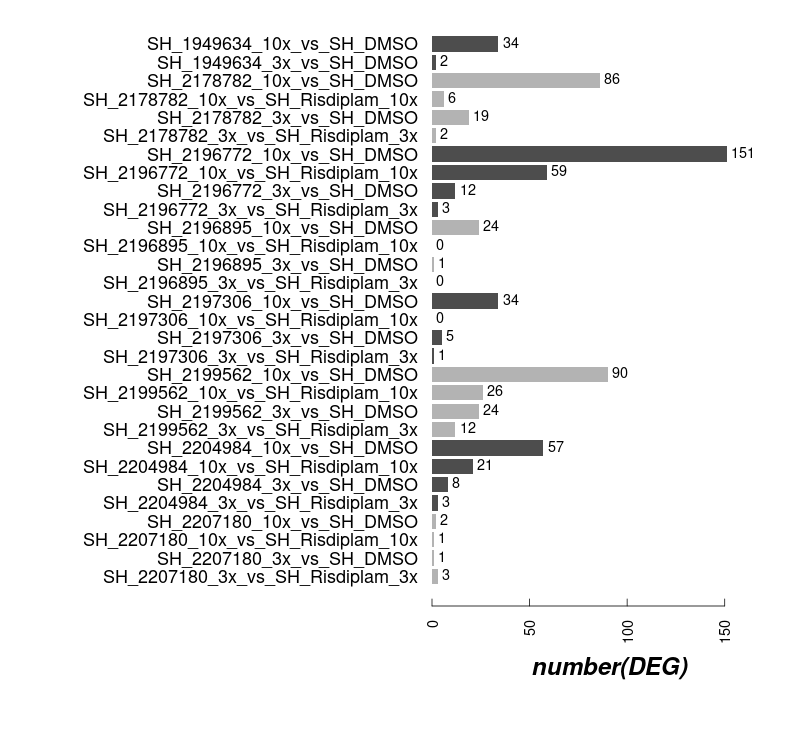 SH_1949634_10x_vs_SH_DMSO 34
SH_1949634_3x_vs_SH_DMSO 2
SH_2178782_10x_vs_SH_DMSO 86
SH_2178782_10x_vs_SH_Risdiplam_10x 6
SH_2178782_3x_vs_SH_DMSO 19
SH_2178782_3x_vs_SH_Risdiplam_3x 2
SH_2196772_10x_vs_SH_DMSO 151
SH_2196772_10x_vs_SH_Risdiplam_10x 59
SH_2196772_3x_vs_SH_DMSO 12
SH_2196772_3x_vs_SH_Risdiplam_3x 3
SH_2196895_10x_vs_SH_DMSO 24
SH_2196895_10x_vs_SH_Risdiplam_10x 0
SH_2196895_3x_vs_SH_DMSO 1
SH_2196895_3x_vs_SH_Risdiplam_3x 0
SH_2197306_10x_vs_SH_DMSO 34
SH_2197306_10x_vs_SH_Risdiplam_10x 0
SH_2197306_3x_vs_SH_DMSO 5
SH_2197306_3x_vs_SH_Risdiplam_3x 1
SH_2199562_10x_vs_SH_DMSO 90
SH_2199562_10x_vs_SH_Risdiplam_10x 26
SH_2199562_3x_vs_SH_DMSO 24
SH_2199562_3x_vs_SH_Risdiplam_3x 12
SH_2204984_10x_vs_SH_DMSO 57
SH_2204984_10x_vs_SH_Risdiplam_10x 21
SH_2204984_3x_vs_SH_DMSO 8
SH_2204984_3x_vs_SH_Risdiplam_3x 3
SH_2207180_10x_vs_SH_DMSO 2
SH_2207180_10x_vs_SH_Risdiplam_10x 1
SH_2207180_3x_vs_SH_DMSO 1
SH_2207180_3x_vs_SH_Risdiplam_3x 3
0 50 100 150
number(DEG)